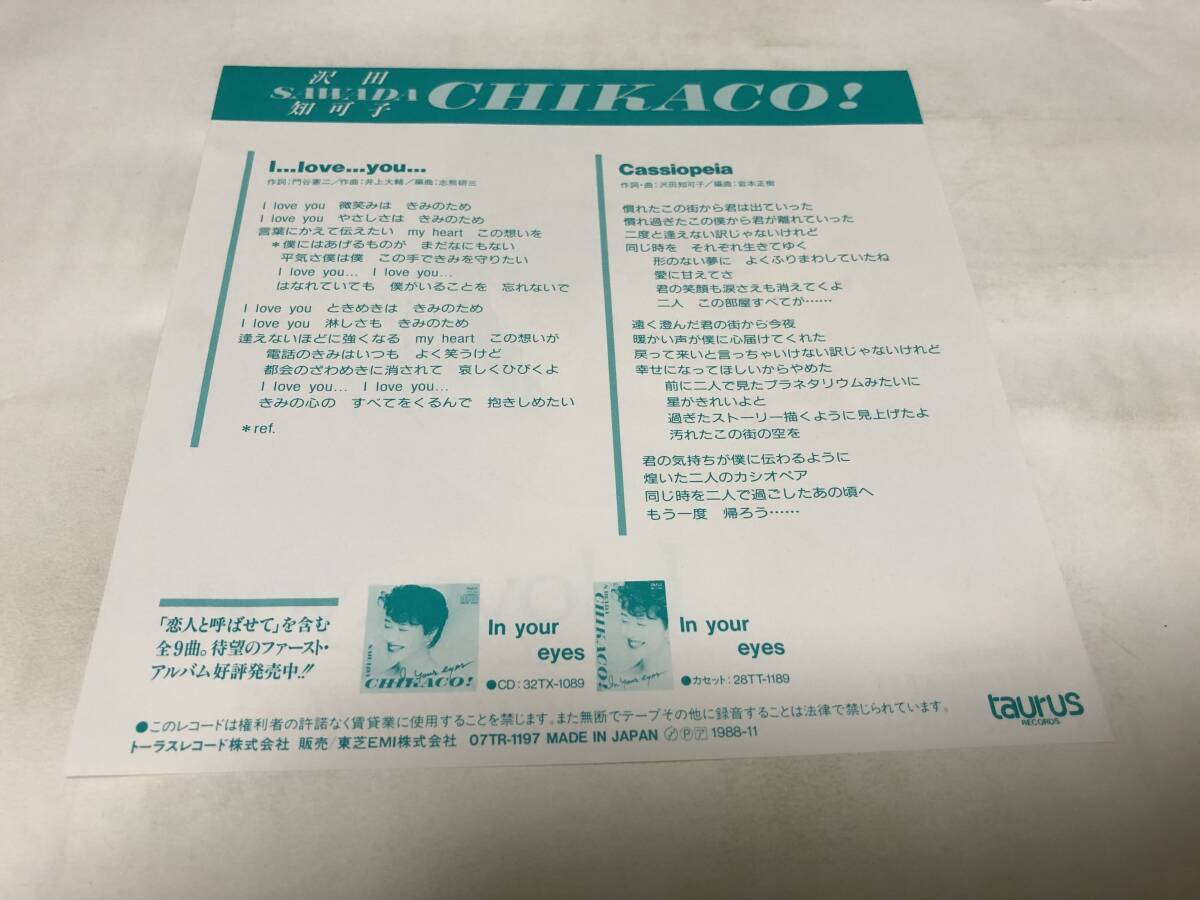 沢田
SAWADA
知可子
CHIKACO!
I...love...you...
作詞:門谷憲二/作曲:井上大輔/編曲:志熊研三
I love you 微笑みは きみのため
I love you やさしさは きみのため
言葉にかえて伝えたい my heart この想いを
*僕にはあげるものが まだなにもない
平気さ僕は僕 この手できみを守りたい
I love you... I love you...
はなれていても 僕がいることを 忘れないで
I love you ときめきは きみのため
I love you 淋しさも きみのため
逢えないほどに強くなる my heart この想いが
電話のきみはいつも よく笑うけど
都会のざわめきに消されて 哀しくひびくよ
I love you... I love you...
きみの心の すべてをくるんで 抱きしめたい
*ref.
Cassiopeia
作詞・曲:沢田知可子/編曲:倉本正樹
慣れたこの街から君は出ていった
慣れ過ぎたこの僕から君が離れていった
二度と逢えない訳じゃないけれど
同じ時を それぞれ生きてゆく
形のない夢に よくふりまわしていたね
愛に甘えてさ
君の笑顔も涙さえも消えてくよ
二人 この部屋すべてが……
遠く澄んだ君の街から今夜
暖かい声が僕に心届けてくれた
戻って来いと言っちゃいけない訳じゃないけれど
幸せになってほしいからやめた
前に二人で見たプラネタリウムみたいに
星がきれいよと
過ぎたストーリー描くように見上げたよ
汚れたこの街の空を
君の気持ちが僕に伝わるように
煌いた二人のカシオペア
同じ時を二人で過ごしたあの頃へ
もう一度 帰ろう……
「恋人と呼ばせて」を含む
全9曲。待望のファースト・
アルバム好評発売中!!
SAWADA
CHIKACO!
In your eyes
In your
eyes
●CD:32TX-1089
SAWADA
CHIKACO!
In your eyes
In your
eyes
●カセット:28TT-1189
taurus
RECORDS
●このレコードは権利者の許諾なく賃貸業に使用することを禁じます。また無断でテープその他に録音することは法律で禁じられています。
トーラスレコード株式会社 販売/東芝EMI株式会社 07TR-1197 MADE IN JAPAN Ⓟ 1988-11